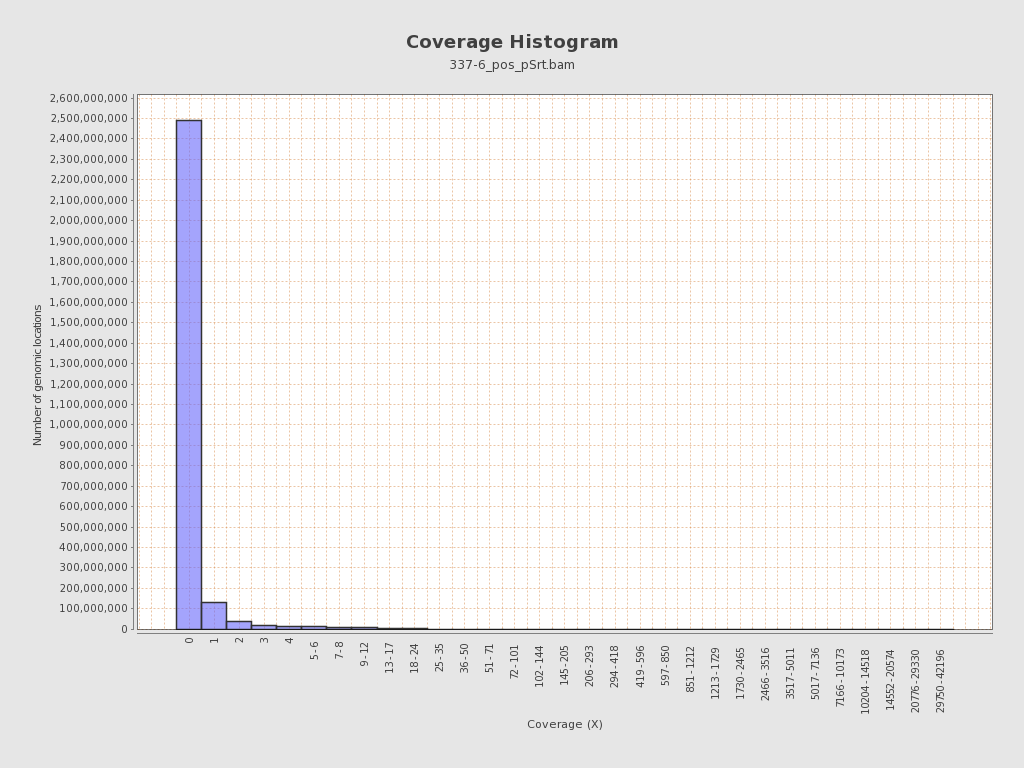 Coverage Histogram
337-6_pos_pSrt.bam
2,600,000,000
2,500,000,000
2,400,000,000
2,300,000,000
2,200,000,000
2,100,000,000
2,000,000,000
1,900,000,000
1,800,000,000
1,700,000,000
1,600,000,000
1,500,000,000
1,400,000,000
1,300,000,000
1,200,000,000
1,100,000,000
1,000,000,000
900,000,000
800,000,000
700,000,000
600,000,000
500,000,000
400,000,000
300,000,000
200,000,000
100,000,000
0
Number of genomic locations
0
1
2
3
4
5 - 6
7 - 8
9 - 12
13 - 17
18 - 24
25 - 35
36 - 50
51 - 71
72 - 101
102 - 144
145 - 205
206 - 293
294 - 418
419 - 596
597 - 850
851 - 1212
1213 - 1729
1730 - 2465
2466 - 3516
3517 - 5011
5017 - 7136
7166 - 10173
10204 - 14518
14552 - 20574
20776 - 29330
29750 - 42196
Coverage (X)